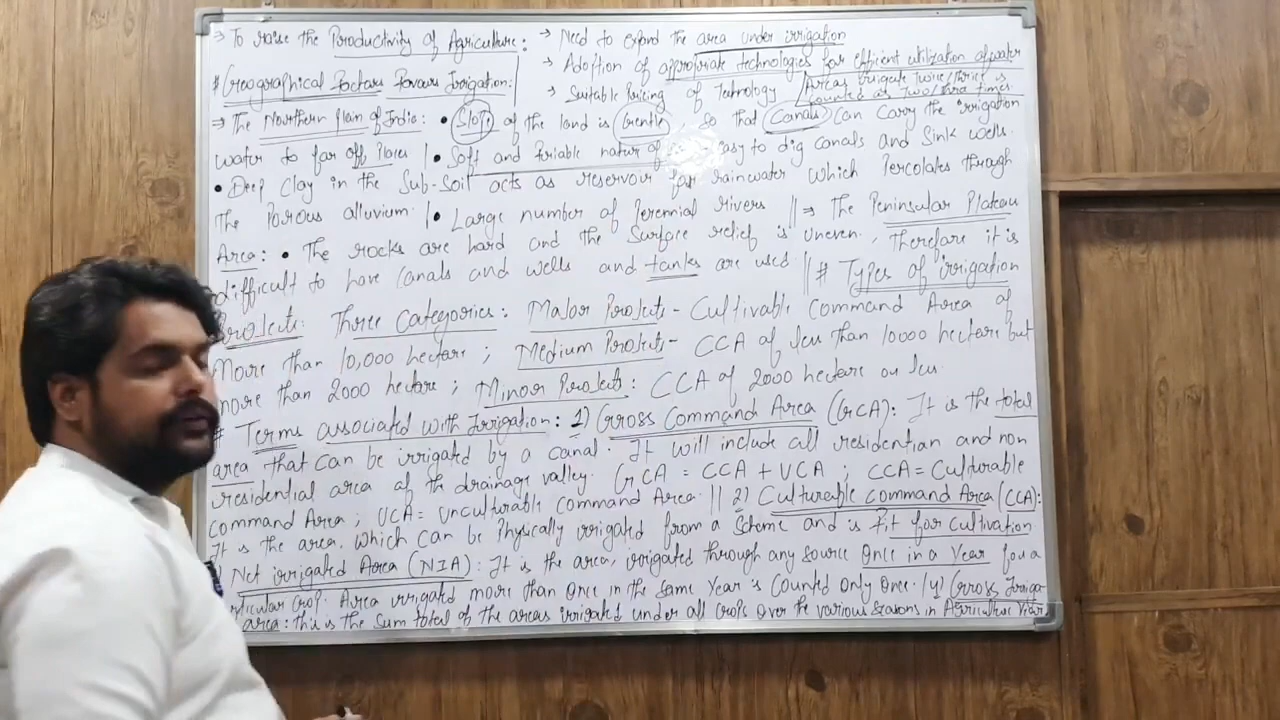 → To raise the Productivity of Agriculture: → Need to expand the area under irrigation
→ Adoption of appropriate technologies for efficient utilization of water
# Geographical Factors Favours Irrigation:
→ Suitable Pricing of Technology
Areas irrigate twice/thrice is counted as two/three times.
→ The Northern Plain of India: • Slope of the land is Gentle so that Canals can carry the irrigation
water to far off Places | • Soft and friable nature of easy to dig canals and Sink wells.
• Deep Clay in the Sub-Soil acts as reservoir for rainwater which Percolates through
the Porous alluvium | • Large number of Perennial rivers || → The Peninsular Plateau
Area: • The rocks are hard and the Surface relief is uneven, therefore it is
difficult to have Canals and wells and tanks are used || # Types of irrigation
Projects: Three Categories: Major Projects - Cultivable Command Area of
More than 10,000 hectare ; Medium Projects - CCA of less than 10000 hectare but
more than 2000 hectare ; Minor Projects: CCA of 2000 hectare or less.
# Terms associated with Irrigation: 1) Gross Command Area (GCA): It is the total
area that can be irrigated by a canal. It will include all residential and non
residential area of the drainage valley. GCA = CCA + UCA ; CCA = Culturable
Command Area ; UCA = Unculturable Command Area || 2) Culturable command Area (CCA):
It is the area which can be Physically irrigated from a Scheme and is Fit for Cultivation
Net irrigated Area (NIA): It is the area, irrigated through any source Once in a Year for a
ticular Crop. Area irrigated more than Once in the same Year is Counted Only Once | 4) Gross Irriga
area: this is the Sum total of the areas irrigated under all Crops over the various Seasons in Agriculture Year